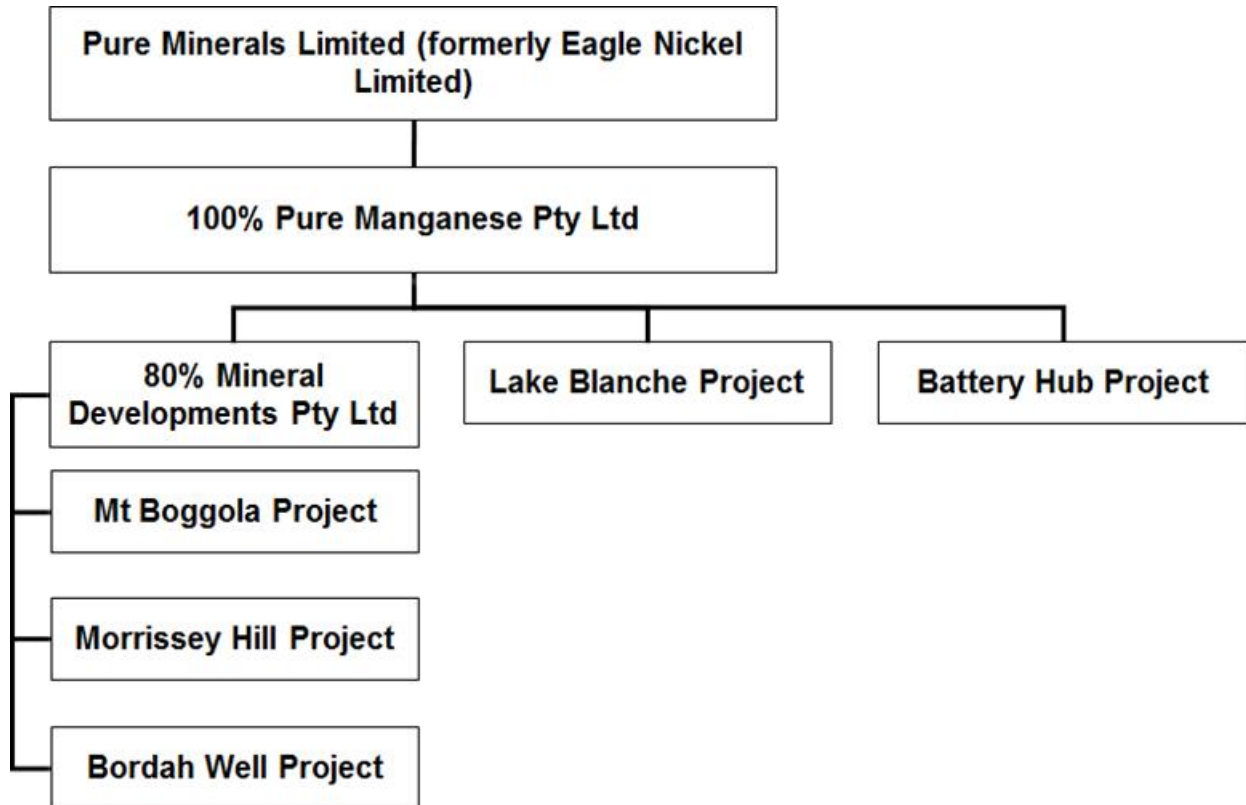 Pure Minerals Limited (formerly Eagle Nickel
Limited)
100% Pure Manganese Pty Ltd
80% Mineral
Developments Pty Ltd
Lake Blanche Project
Battery Hub Project
Mt Boggola Project
Morrissey Hill Project
Bordah Well Project